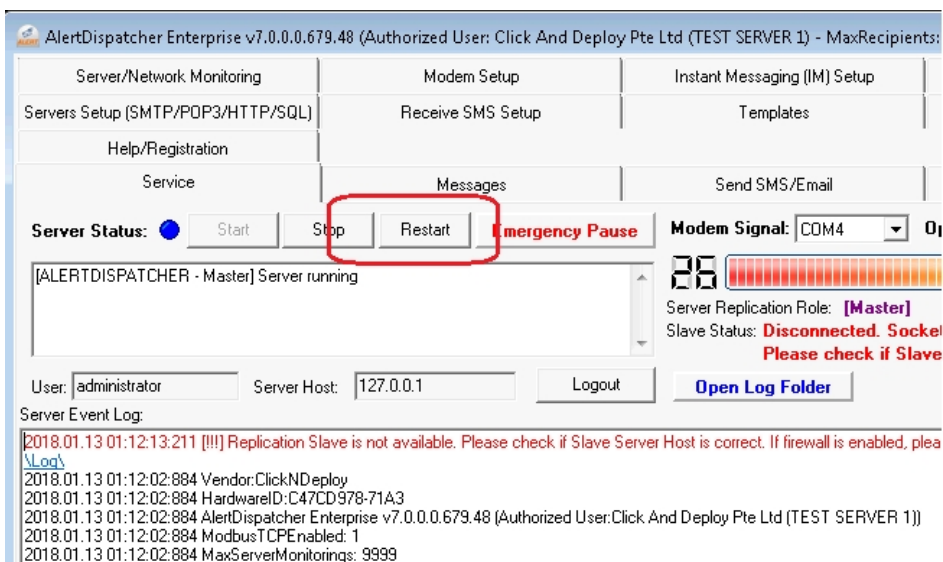 AlertDispatcher Enterprise v7.0.0.0.679.48 (Authorized User: Click And Deploy Pte Ltd (TEST SERVER 1) - MaxRecipients:
Server/Network Monitoring Modem Setup Instant Messaging (IM) Setup
Servers Setup (SMTP/POP3/HTTP/SQL) Receive SMS Setup Templates
Help/Registration
Service Messages Send SMS/Email
Server Status: Start Stop Restart Emergency Pause Modem Signal: COM4
[ALERTDISPATCHER - Master] Server running
26
Server Replication Role: [Master]
Slave Status: Disconnected.
Please check if Slave
User: administrator Server Host: 127.0.0.1 Logout Open Log Folder
Server Event Log:
2018.01.13 01:12:13:211 [!!!] Replication Slave is not available. Please check if Slave Server Host is correct. If firewall is enabled,
\Log\
2018.01.13 01:12:02:884 Vendor:ClickNDeploy
2018.01.13 01:12:02:884 HardwareID:C47CD978-71A3
2018.01.13 01:12:02:884 AlertDispatcher Enterprise v7.0.0.0.679.48 (Authorized User:Click And Deploy Pte Ltd (TEST SERVER 1))
2018.01.13 01:12:02:884 ModbusTCPEnabled: 1
2018.01.13 01:12:02:884 MaxServerMonitorings: 9999